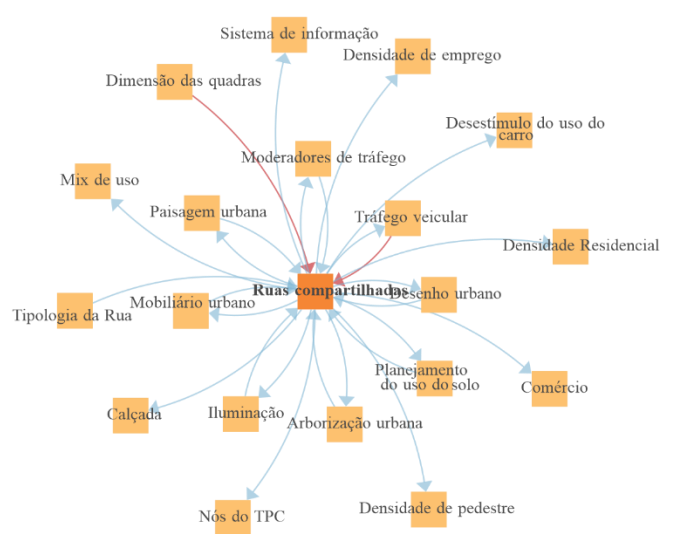 Sistema de informação
Densidade de emprego
Dimensão das quadras
Desestímulo do uso do
carro
Moderadores de tráfego
Mix de uso
Paisagem urbana
Tráfego veicular
Densidade Residencial
Ruas compartilhadas
Desenho urbano
Mobiliário urbano
Tipologia da Rua
Planejamento
do uso do solo
Comércio
Calçada
Iluminação
Arborização urbana
Nós do TPC
Densidade de pedestre